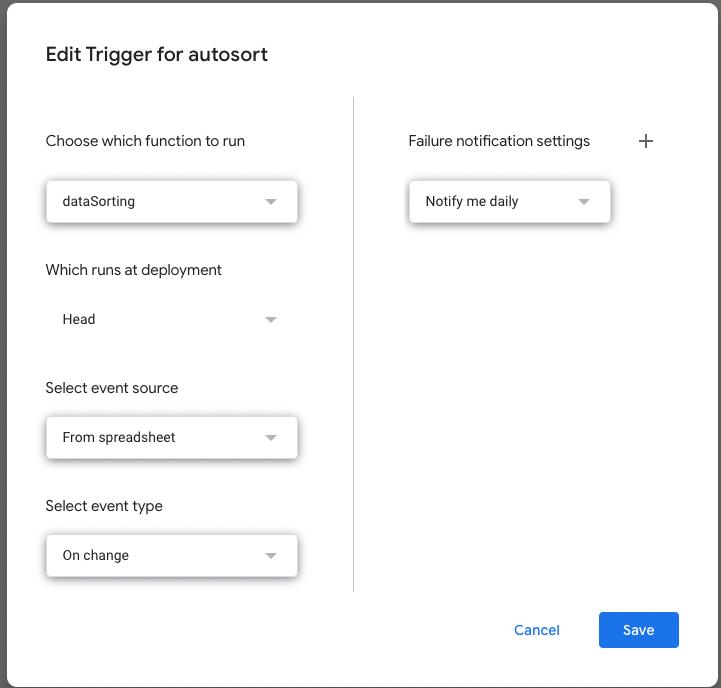 Edit Trigger for autosort
Choose which function to run
dataSorting
Which runs at deployment
Head
Select event source
From spreadsheet
Select event type
On change
Failure notification settings
Notify me daily
Cancel
Save